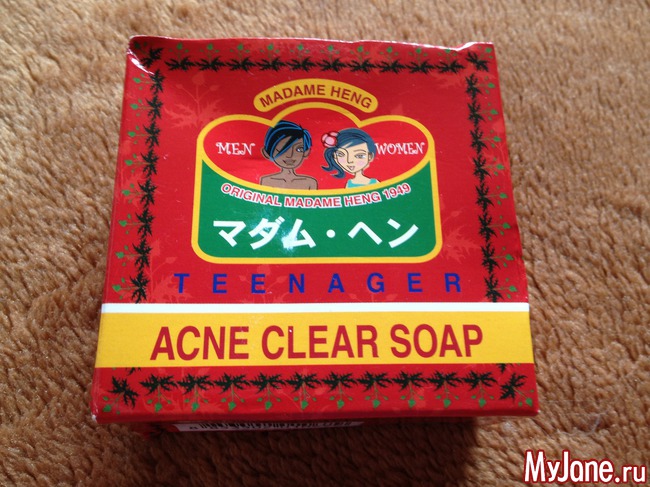 MADAME HENG
MEN WOMEN
ORIGINAL MADAME HENG 1949
マダム・ヘン
TEENAGER
ACNE CLEAR SOAP
MyJane.ru